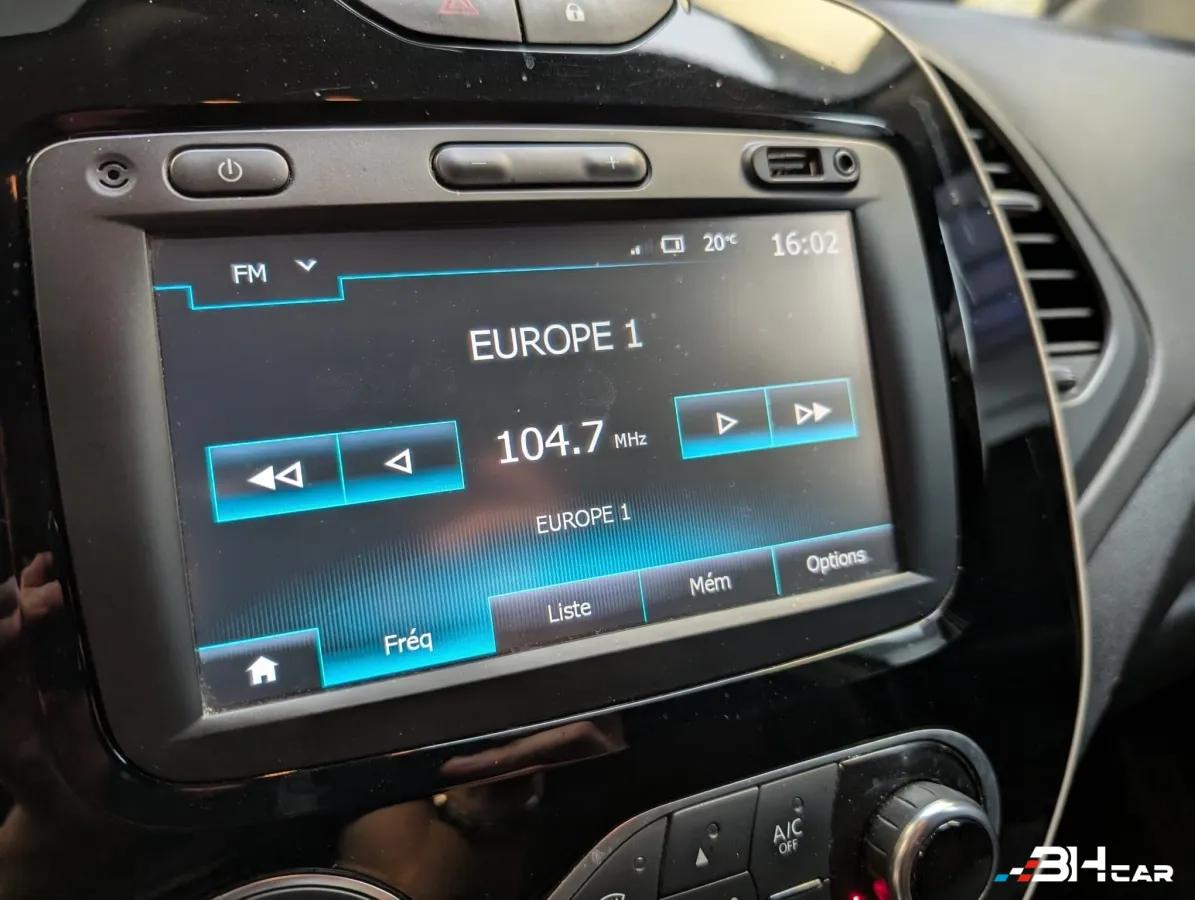 FM
20°C
16:02
EUROPE 1
104.7 MHz
EUROPE 1
Fréq
Liste
Mém
Options
A/C
OFF
BHCAR